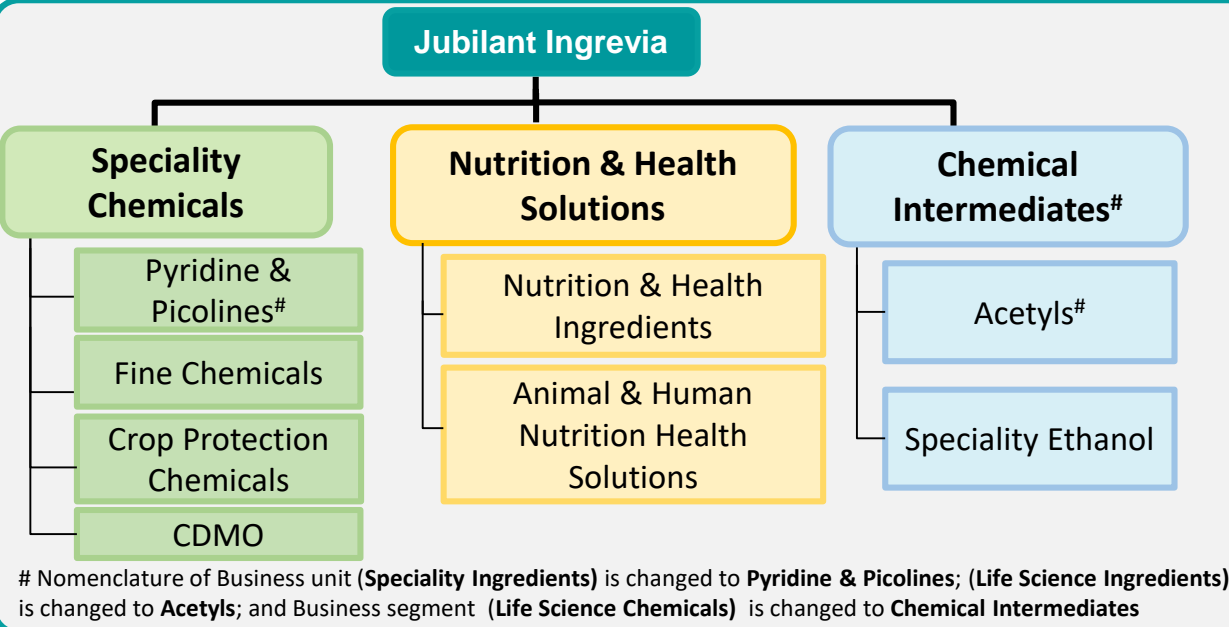 Jubilant Ingrevia
Speciality
Chemicals
Pyridine &
Picolines#
Fine Chemicals
Crop Protection
Chemicals
CDMO
Nutrition & Health
Solutions
Nutrition & Health
Ingredients
Animal & Human
Nutrition Health
Solutions
Chemical
Intermediates#
Acetyls#
Speciality Ethanol
# Nomenclature of Business unit (Speciality Ingredients) is changed to Pyridine & Picolines; (Life Science Ingredients)
is changed to Acetyls; and Business segment (Life Science Chemicals) is changed to Chemical Intermediates